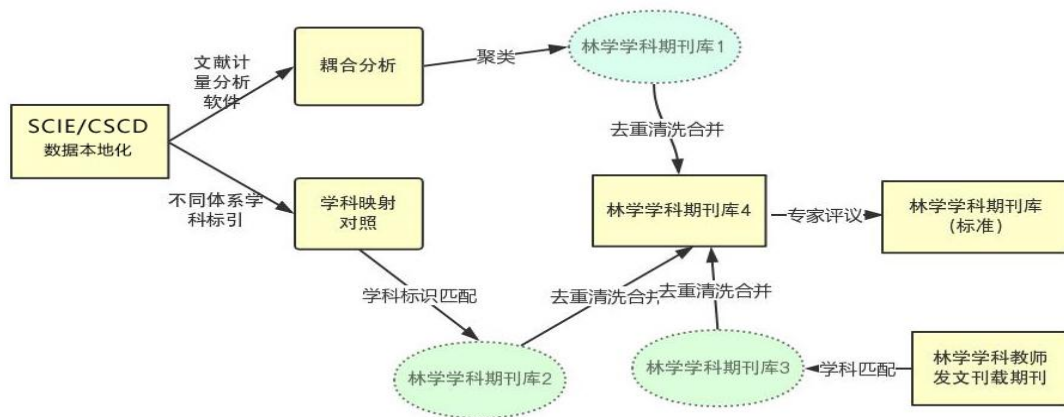 文献计
量分析
软件
耦合分析
聚类
林学学科期刊库1
SCIE/CSCD
数据本地化
去重清洗合并
不同体系学
科标引
学科映射
对照
林学学科期刊库4
专家评议
林学学科期刊库
(标准)
学科标识匹配
去重清洗合并
去重清洗合并
林学学科期刊库2
林学学科期刊库3
学科匹配
林学学科教师
发文刊载期刊